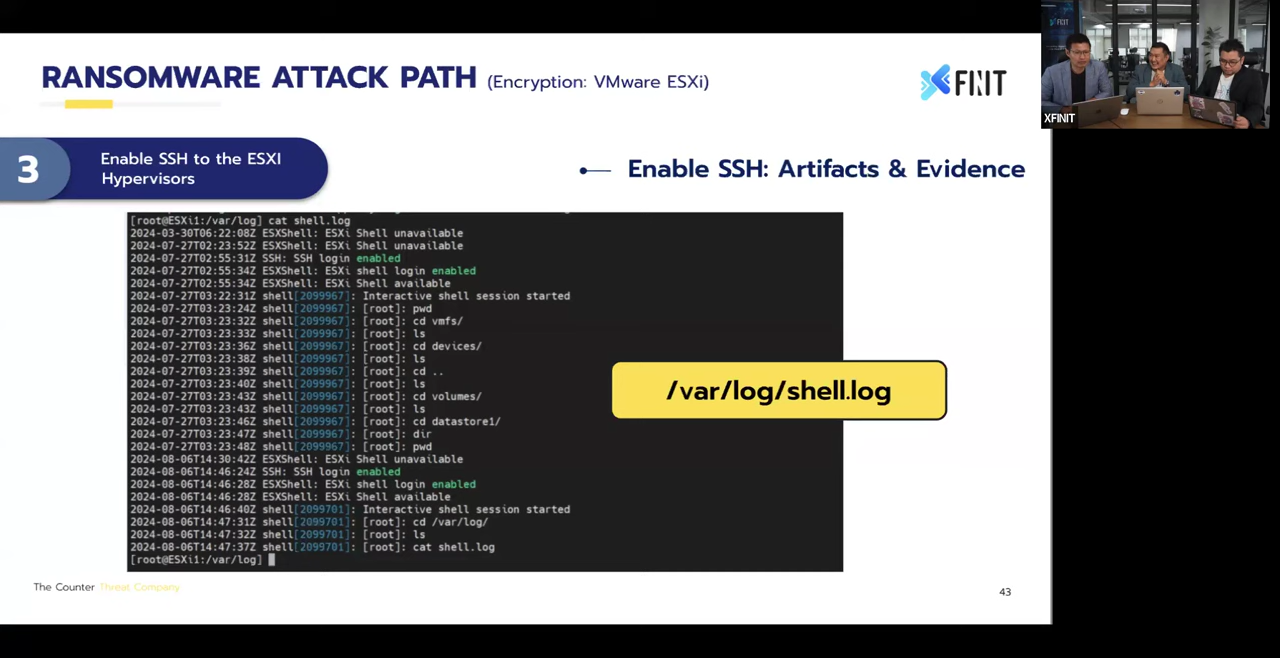 RANSOMWARE ATTACK PATH (Encryption: VMware ESXi)
XFINIT
XFINIT
3
Enable SSH to the ESXI
Hypervisors
Enable SSH: Artifacts & Evidence
[root@ESXi1:/var/log] cat shell.log
2024-03-30T06:22:08Z ESXShell: ESXi Shell unavailable
2024-07-27T02:23:52Z ESXShell: ESXi Shell unavailable
2024-07-27T02:55:31Z SSH: SSH login enabled
2024-07-27T02:55:34Z ESXShell: ESXi shell login enabled
2024-07-27T02:55:34Z ESXShell: ESXi Shell available
2024-07-27T03:22:31Z shell[2099967]: Interactive shell session started
2024-07-27T03:23:24Z shell[2099967]: [root]: pwd
2024-07-27T03:23:32Z shell[2099967]: [root]: cd vmfs/
2024-07-27T03:23:33Z shell[2099967]: [root]: ls
2024-07-27T03:23:36Z shell[2099967]: [root]: cd devices/
2024-07-27T03:23:38Z shell[2099967]: [root]: ls
2024-07-27T03:23:39Z shell[2099967]: [root]: cd ..
2024-07-27T03:23:40Z shell[2099967]: [root]: ls
2024-07-27T03:23:43Z shell[2099967]: [root]: cd volumes/
2024-07-27T03:23:43Z shell[2099967]: [root]: ls
2024-07-27T03:23:46Z shell[2099967]: [root]: cd datastore1/
2024-07-27T03:23:47Z shell[2099967]: [root]: dir
2024-07-27T03:23:48Z shell[2099967]: [root]: pwd
2024-08-06T14:30:42Z ESXShell: ESXi Shell unavailable
2024-08-06T14:46:24Z SSH: SSH login enabled
2024-08-06T14:46:28Z ESXShell: ESXi shell login enabled
2024-08-06T14:46:28Z ESXShell: ESXi Shell available
2024-08-06T14:46:40Z shell[2099701]: Interactive shell session started
2024-08-06T14:47:31Z shell[2099701]: [root]: cd /var/log/
2024-08-06T14:47:32Z shell[2099701]: [root]: ls
2024-08-06T14:47:37Z shell[2099701]: [root]: cat shell.log
[root@ESXi1:/var/log]
/var/log/shell.log
The Counter Threat Company
43